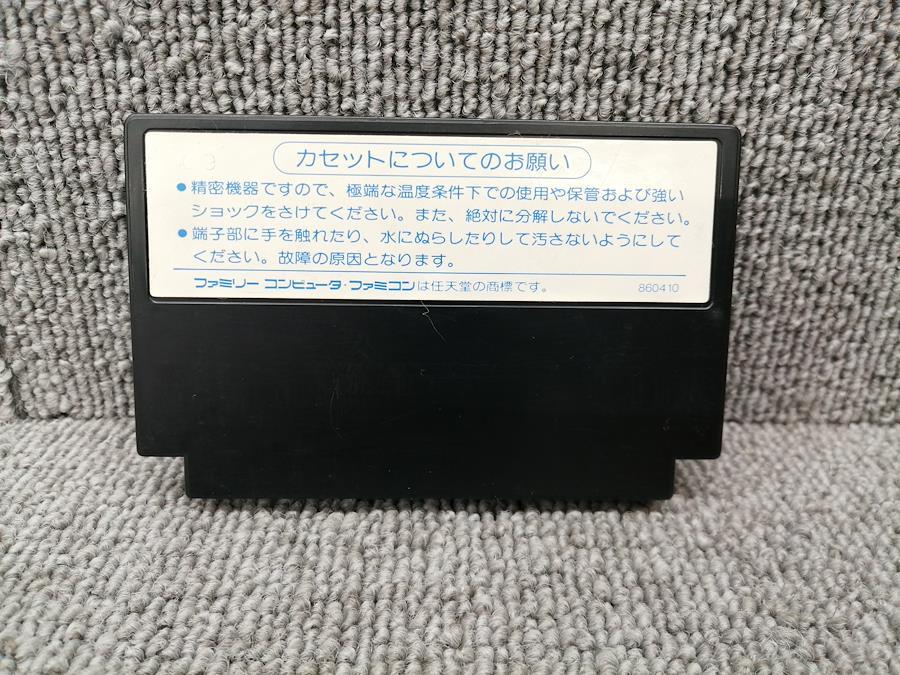 カセットについてのお願い
●精密機器ですので、極端な温度条件下での使用や保管および強い
ショックをさけてください。また、絶対に分解しないでください。
●端子部に手を触れたり、水にぬらしたりして汚さないようにして
ください。故障の原因となります。
ファミリー コンピュータ・ファミコンは任天堂の商標です。 860410